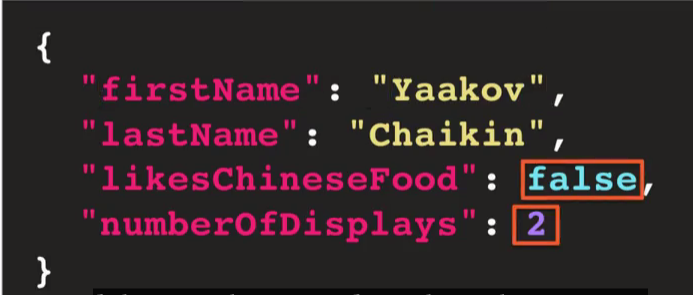 {
"firstName": "Yaakov",
"lastName": "Chaikin",
"likesChineseFood": false,
"numberOfDisplays": 2
}